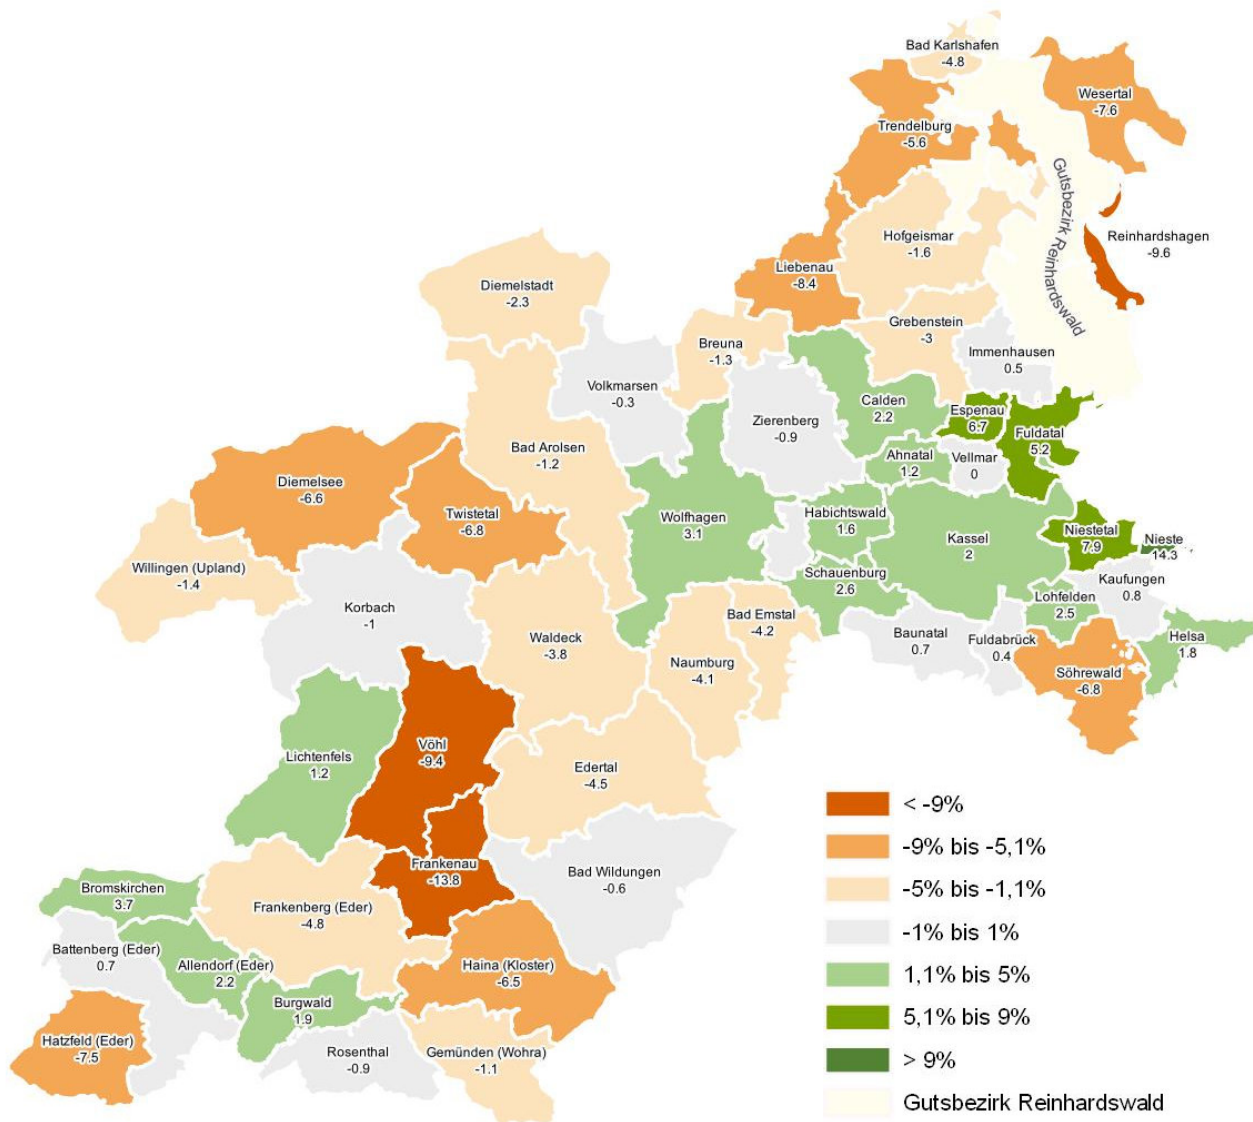 Bad Karlshafen
-4.8
Wesertal
-7.6
Trendelburg
-5.6
Gutsbezirk Reinhardswald
Hofgeismar
-1.6
Reinhardshagen
-9.6
Liebenau
-8.4
Diemelstadt
-2.3
Grebenstein
-3
Breuna
-1.3
Immenhausen
0.5
Volkmarsen
-0.3
Calden
2.2
Espenau
6.7
Zierenberg
-0.9
Fuldatal
5.2
Bad Arolsen
-1.2
Ahnatal
1.2
Vellmar
0
Diemelsee
-6.6
Twistetal
-6.8
Wolfhagen
3.1
Habichtswald
1.6
Kassel
2
Niestetal
7.9
Nieste
14.3
Willingen (Upland)
-1.4
Schauenburg
2.6
Kaufungen
0.8
Korbach
-1
Lohfelden
2.5
Bad Emstal
-4.2
Waldeck
-3.8
Baunatal
0.7
Fuldabrück
0.4
Helsa
1.8
Naumburg
-4.1
Söhrewald
-6.8
Vöhl
-9.4
Lichtenfels
1.2
Edertal
-4.5
< -9%
-9% bis -5,1%
Frankenau
-13.8
Bad Wildungen
-0.6
-5% bis -1,1%
Bromskirchen
3.7
Frankenberg (Eder)
-4.8
-1% bis 1%
Battenberg (Eder)
0.7
Allendorf (Eder)
2.2
Haina (Kloster)
-6.5
1,1% bis 5%
Burgwald
1.9
5,1% bis 9%
Hatzfeld (Eder)
-7.5
Rosenthal
-0.9
Gemünden (Wohra)
-1.1
> 9%
Gutsbezirk Reinhardswald